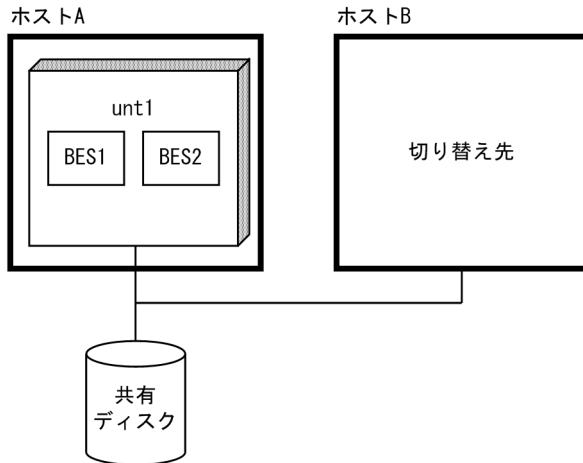 ホストA
ホストB
unt1
BES1
BES2
切り替え先
共有
ディスク